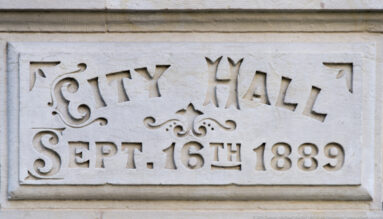 CITY HALL
SEPT. 16TH 1889